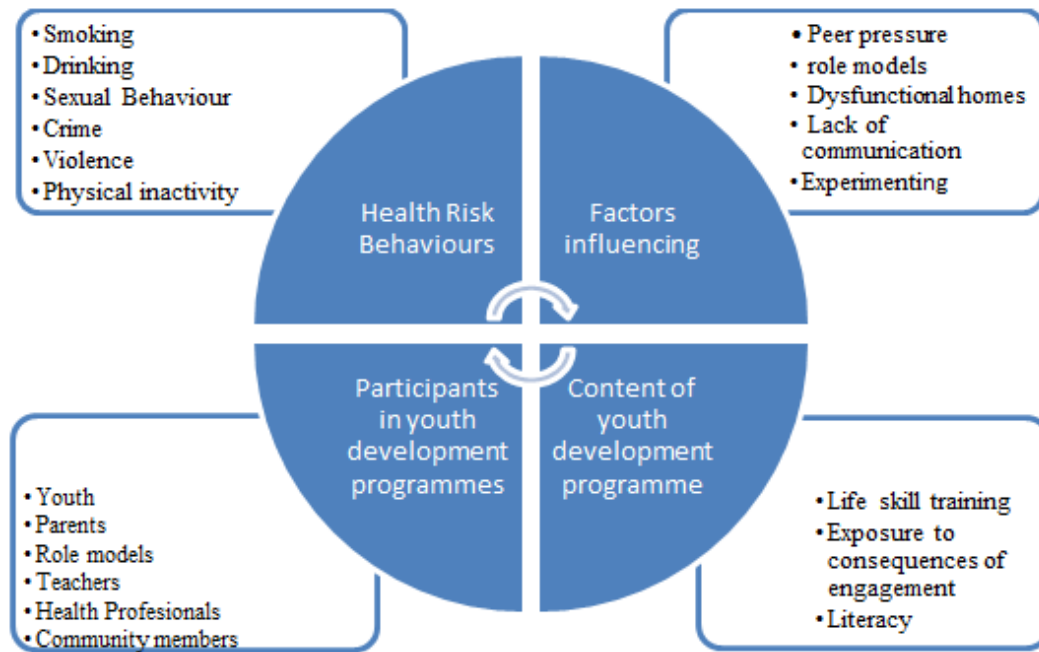 • Smoking
• Drinking
• Sexual Behaviour
• Crime
• Violence
• Physical inactivity
• Peer pressure
• role models
• Dysfunctional homes
• Lack of
communication
• Experimenting
Health Risk
Behaviours
Factors
influencing
Participants
in youth
development
programmes
Content of
youth
development
programme
• Youth
• Parents
• Role models
• Teachers
• Health Profesionals
• Community members
• Life skill training
• Exposure to
consequences of
engagement
• Literacy